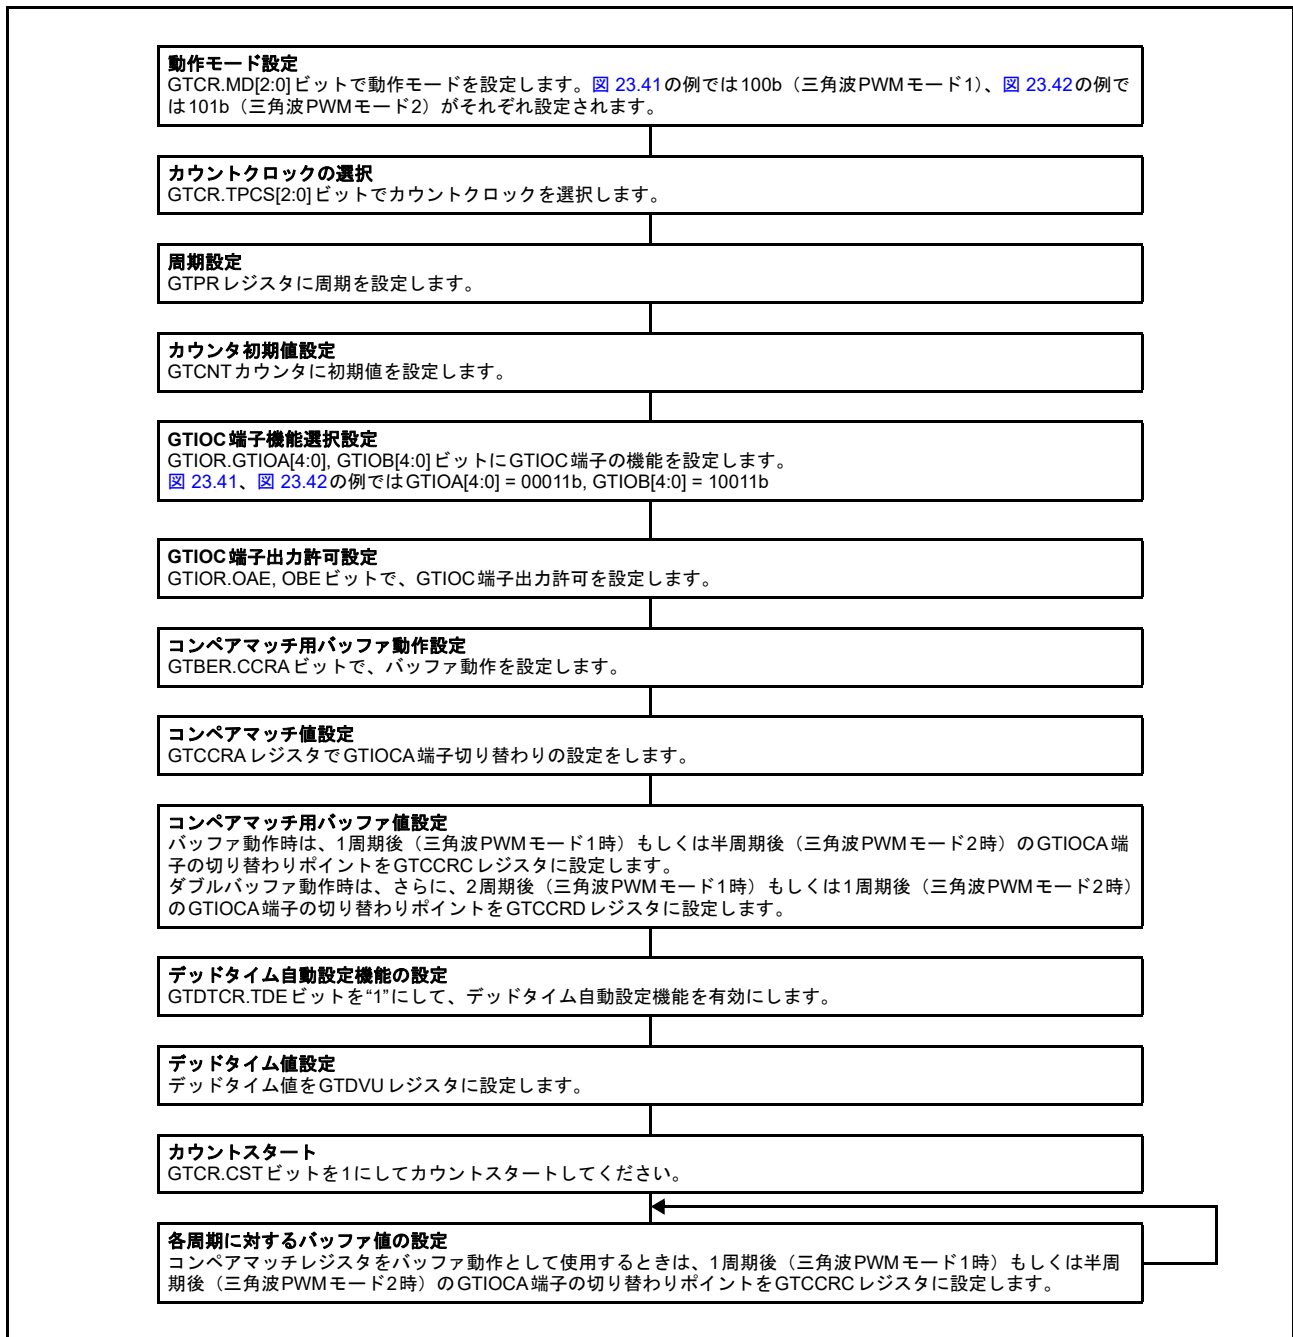 動作モード設定
GTCR.MD[2:0]ビットで動作モードを設定します。図 23.41の例では100b（三角波PWMモード1）、図 23.42の例で
は101b（三角波PWMモード2）がそれぞれ設定されます。
カウントクロックの選択
GTCR.TPCS[2:0]ビットでカウントクロックを選択します。
周期設定
GTPRレジスタに周期を設定します。
カウンタ初期値設定
GTCNTカウンタに初期値を設定します。
GTIOC端子機能選択設定
GTIOR.GTIOA[4:0], GTIOB[4:0]ビットにGTIOC端子の機能を設定します。
図 23.41、図 23.42の例ではGTIOA[4:0] = 00011b, GTIOB[4:0] = 10011b
GTIOC端子出力許可設定
GTIOR.OAE, OBEビットで、GTIOC端子出力許可を設定します。
コンペアマッチ用バッファ動作設定
GTBER.CCRAビットで、バッファ動作を設定します。
コンペアマッチ値設定
GTCCRAレジスタでGTIOCA端子切り替わりの設定をします。
コンペアマッチ用バッファ値設定
バッファ動作時は、1周期後（三角波PWMモード1時）もしくは半周期後（三角波PWMモード2時）のGTIOCA端
子の切り替わりポイントをGTCCRCレジスタに設定します。
ダブルバッファ動作時は、さらに、2周期後（三角波PWMモード1時）もしくは1周期後（三角波PWMモード2時）
のGTIOCA端子の切り替わりポイントをGTCCRDレジスタに設定します。
デッドタイム自動設定機能の設定
GTDTCR.TDEビットを“1”にして、デッドタイム自動設定機能を有効にします。
デッドタイム値設定
デッドタイム値をGTDVUレジスタに設定します。
カウントスタート
GTCR.CSTビットを1にしてカウントスタートしてください。
各周期に対するバッファ値の設定
コンペアマッチレジスタをバッファ動作として使用するときは、1周期後（三角波PWMモード1時）もしくは半周
期後（三角波PWMモード2時）のGTIOCA端子の切り替わりポイントをGTCCRCレジスタに設定します。